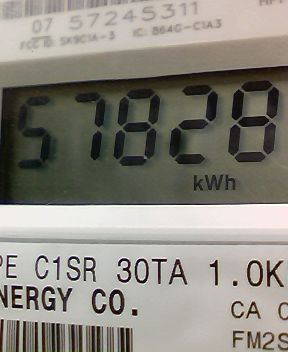 07 57245311
FCC ID: SK9C1A-3 IC: 864G-C1A3
57828
kWh
PE C1SR 30TA 1.0K
NERGY CO.
CA 0
FM2S